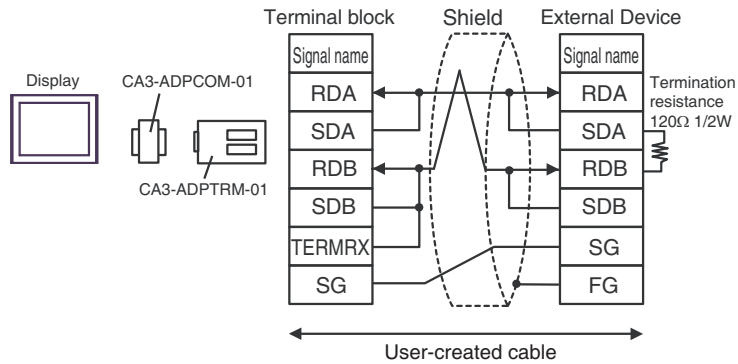 Terminal block
Shield
External Device
Display
CA3-ADPCOM-01
CA3-ADPTRM-01
Signal name
RDA
SDA
RDB
SDB
TERMRX
SG
Signal name
RDA
SDA
RDB
SDB
SG
FG
Termination
resistance
120Ω 1/2W
User-created cable